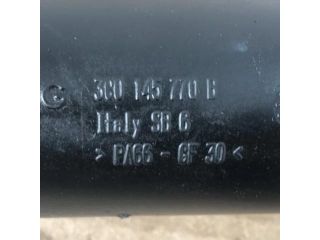 3C0 145 770 B
Italy SB 6
> PA66 - GF 30 <